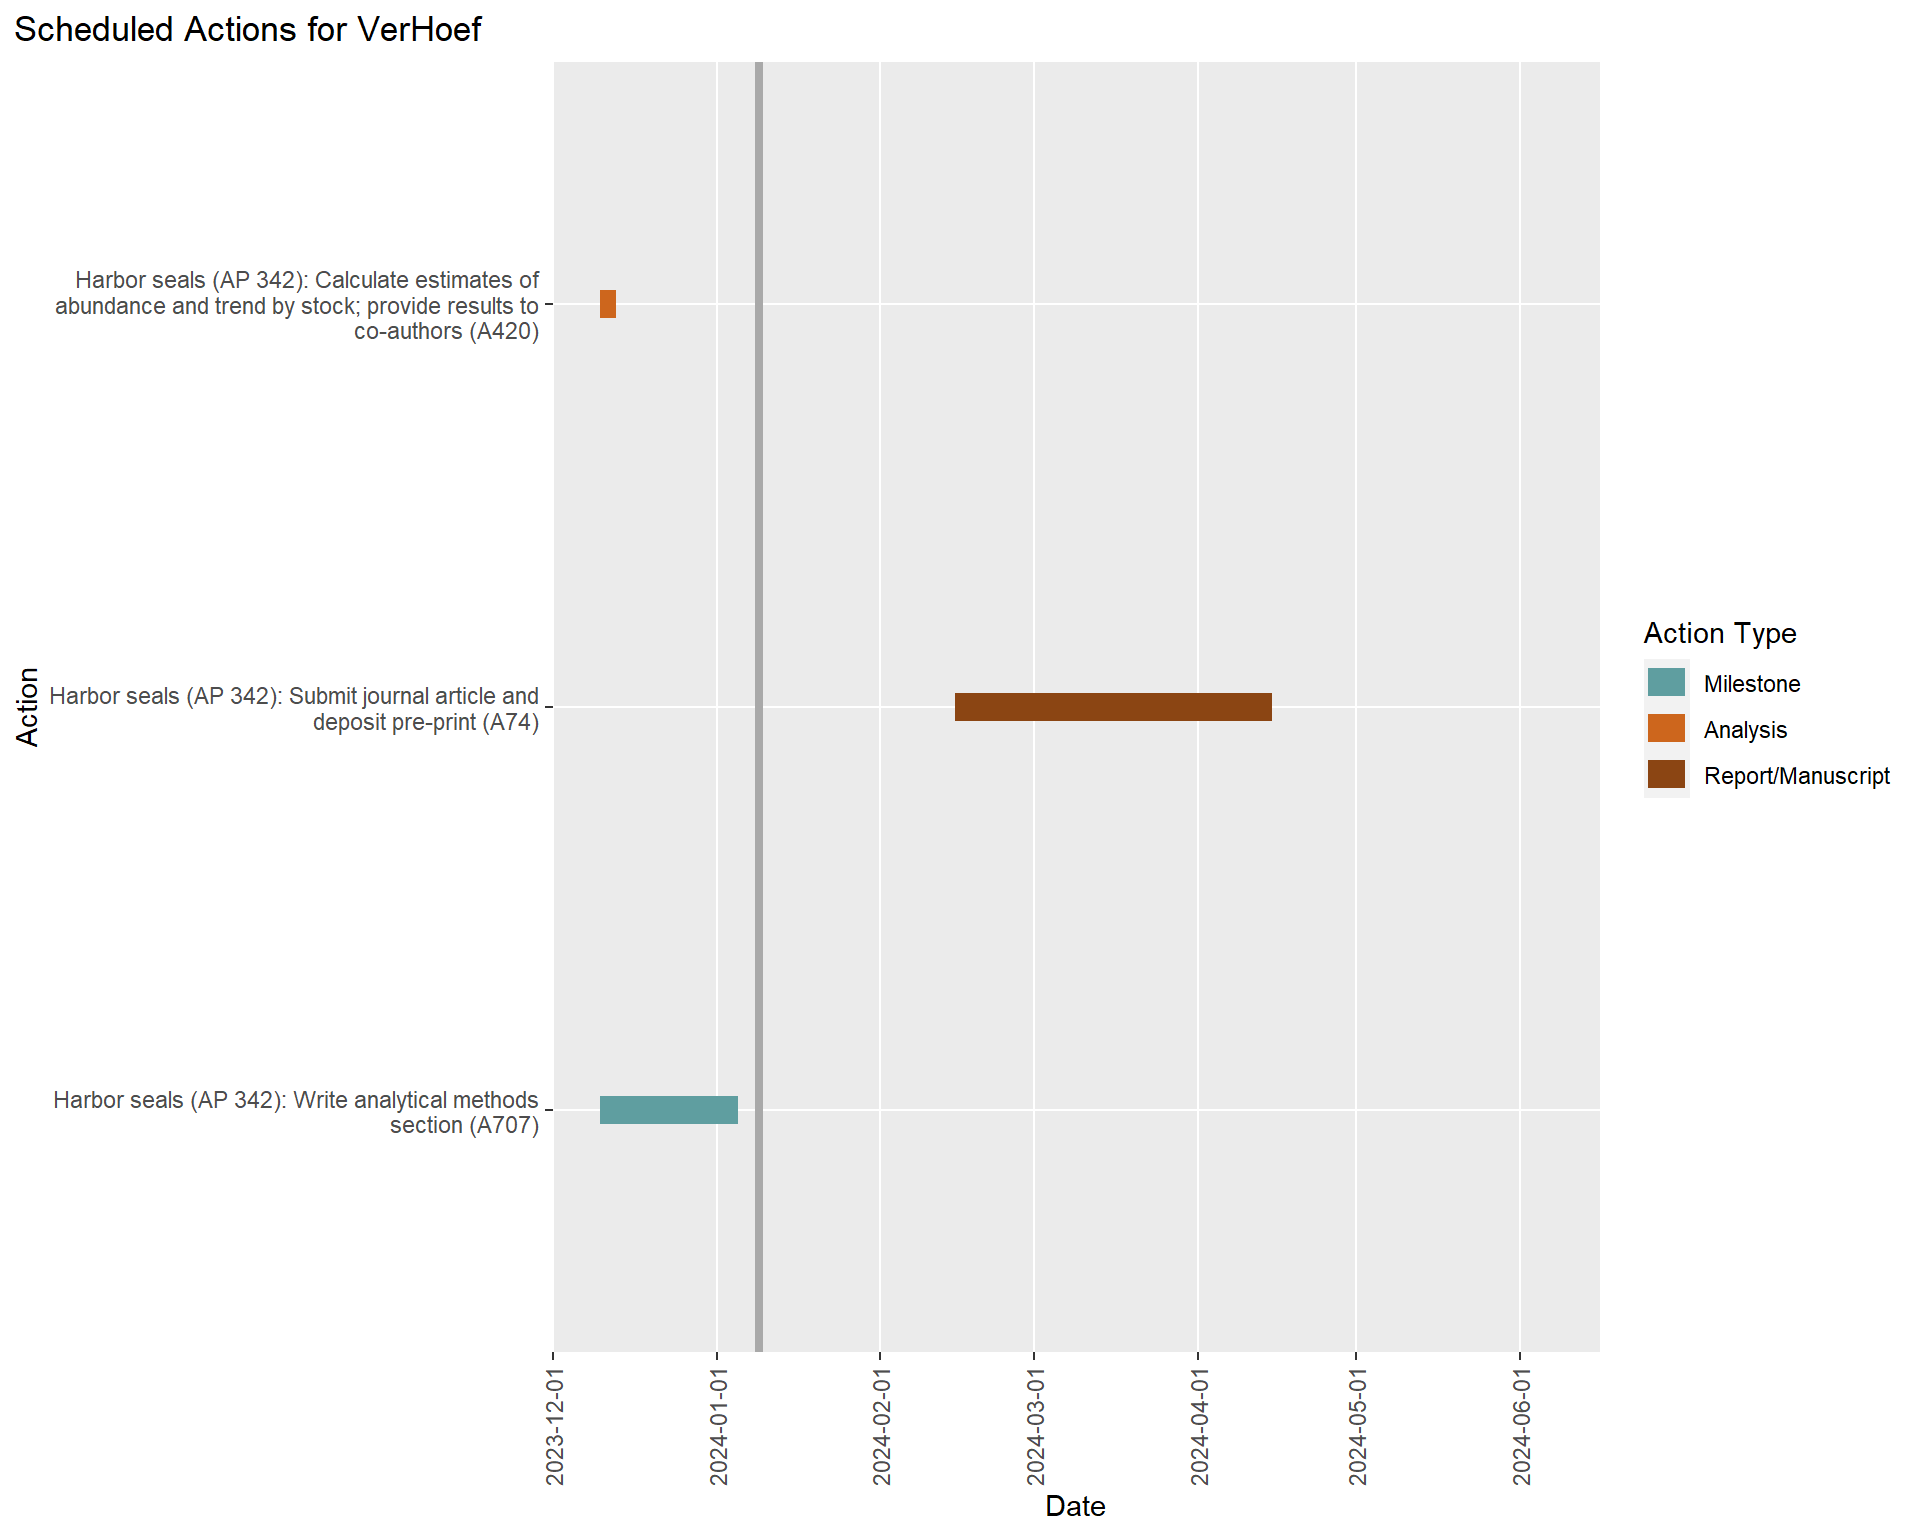 Scheduled Actions for VerHoef
Harbor seals (AP 342): Calculate estimates of
abundance and trend by stock; provide results to
co-authors (A420)
Harbor seals (AP 342): Submit journal article and
deposit pre-print (A74)
Harbor seals (AP 342): Write analytical methods
section (A707)
Action
2023-12-01
2024-01-01
2024-02-01
2024-03-01
2024-04-01
2024-05-01
2024-06-01
Date
Action Type
Milestone
Analysis
Report/Manuscript